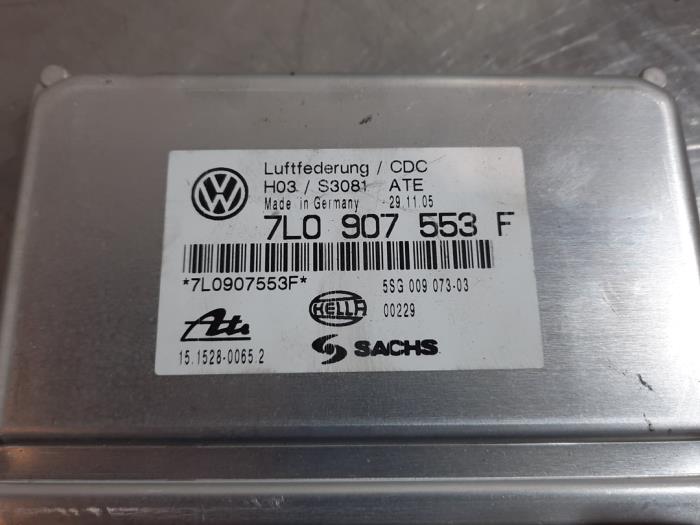 Luftfederung / CDC
H03 / S3081 ATE
Made in Germany - 29.11.05
7L0 907 553 F
*7L0907553F*
5SG 009 073-03
HELLA
00229
Ate
15.1528-0065.2
SACHS